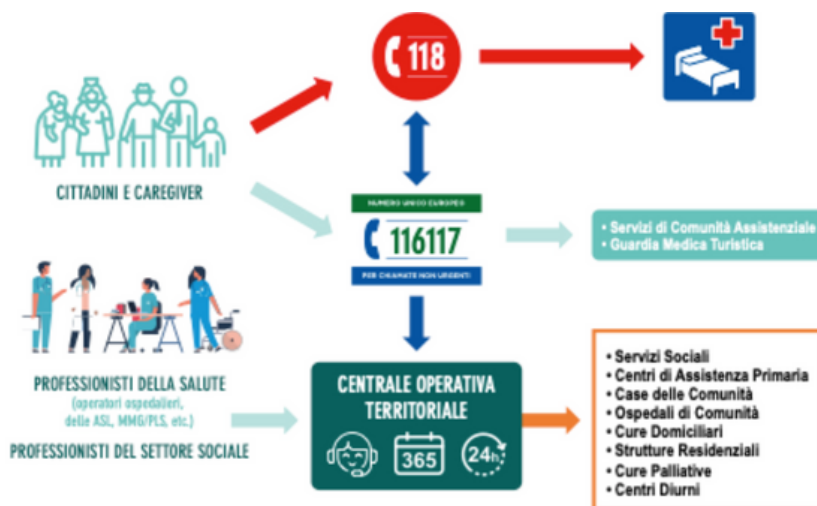 118
CITTADINI E CAREGIVER
NUMERO UNICO EUROPEO
116117
PER CHIAMATE NON URGENTI
• Servizi di Comunità Assistenziale
• Guardia Medica Turistica
PROFESSIONISTI DELLA SALUTE
(operatori ospedalieri,
delle ASL, MMG/PLS, etc.)
PROFESSIONISTI DEL SETTORE SOCIALE
CENTRALE OPERATIVA
TERRITORIALE
365
24h
• Servizi Sociali
• Centri di Assistenza Primaria
• Case delle Comunità
• Ospedali di Comunità
• Cure Domiciliari
• Strutture Residenziali
• Cure Palliative
• Centri Diurni